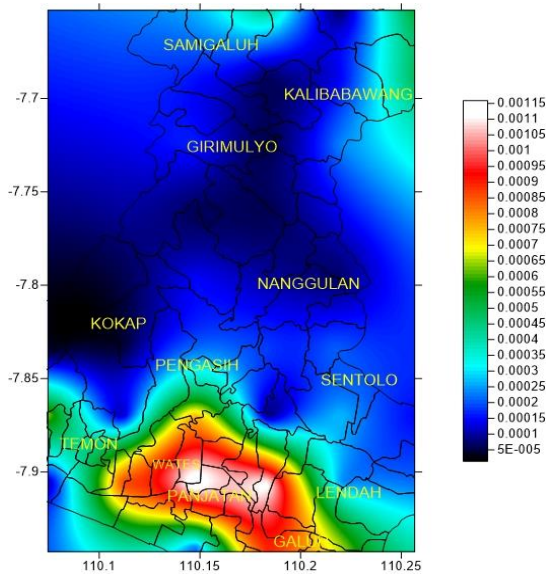 SAMIGALUH
-7.7
KALIBABAWANG
GIRIMULYO
-7.75
-7.8
NANGGULAN
KOKAP
PENGASIH
-7.85
SENTOLO
TEMON
WATES
-7.9
PANJATAN
LENDAH
GALUR
110.1
110.15
110.2
110.25
0.00115
0.00115
0.00105
0.001
0.00095
0.0009
0.00085
0.0008
0.00075
0.0007
0.00065
0.0006
0.00055
0.0005
0.00045
0.0004
0.00035
0.0003
0.00025
0.0002
0.00015
0.0001
5E-005